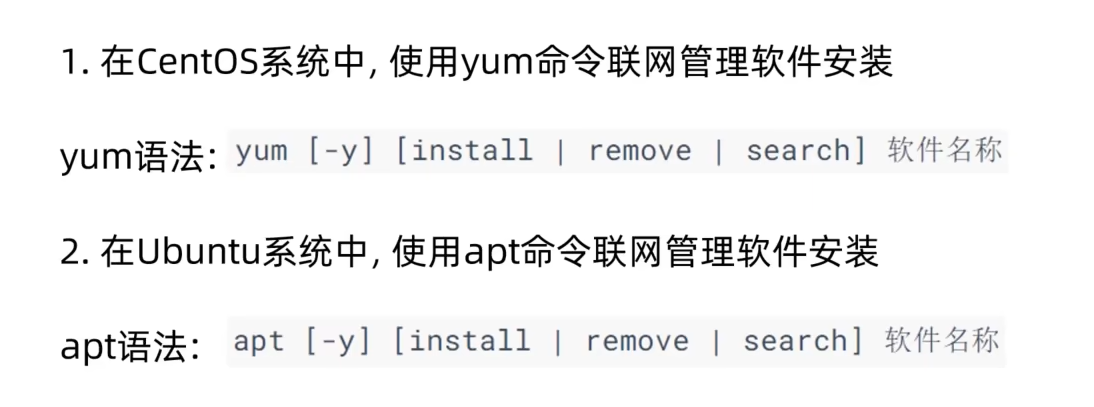 1. 在CentOS系统中, 使用yum命令联网管理软件安装
yum语法: yum [-y] [install | remove | search] 软件名称
2. 在Ubuntu系统中, 使用apt命令联网管理软件安装
apt语法: apt [-y] [install | remove | search] 软件名称